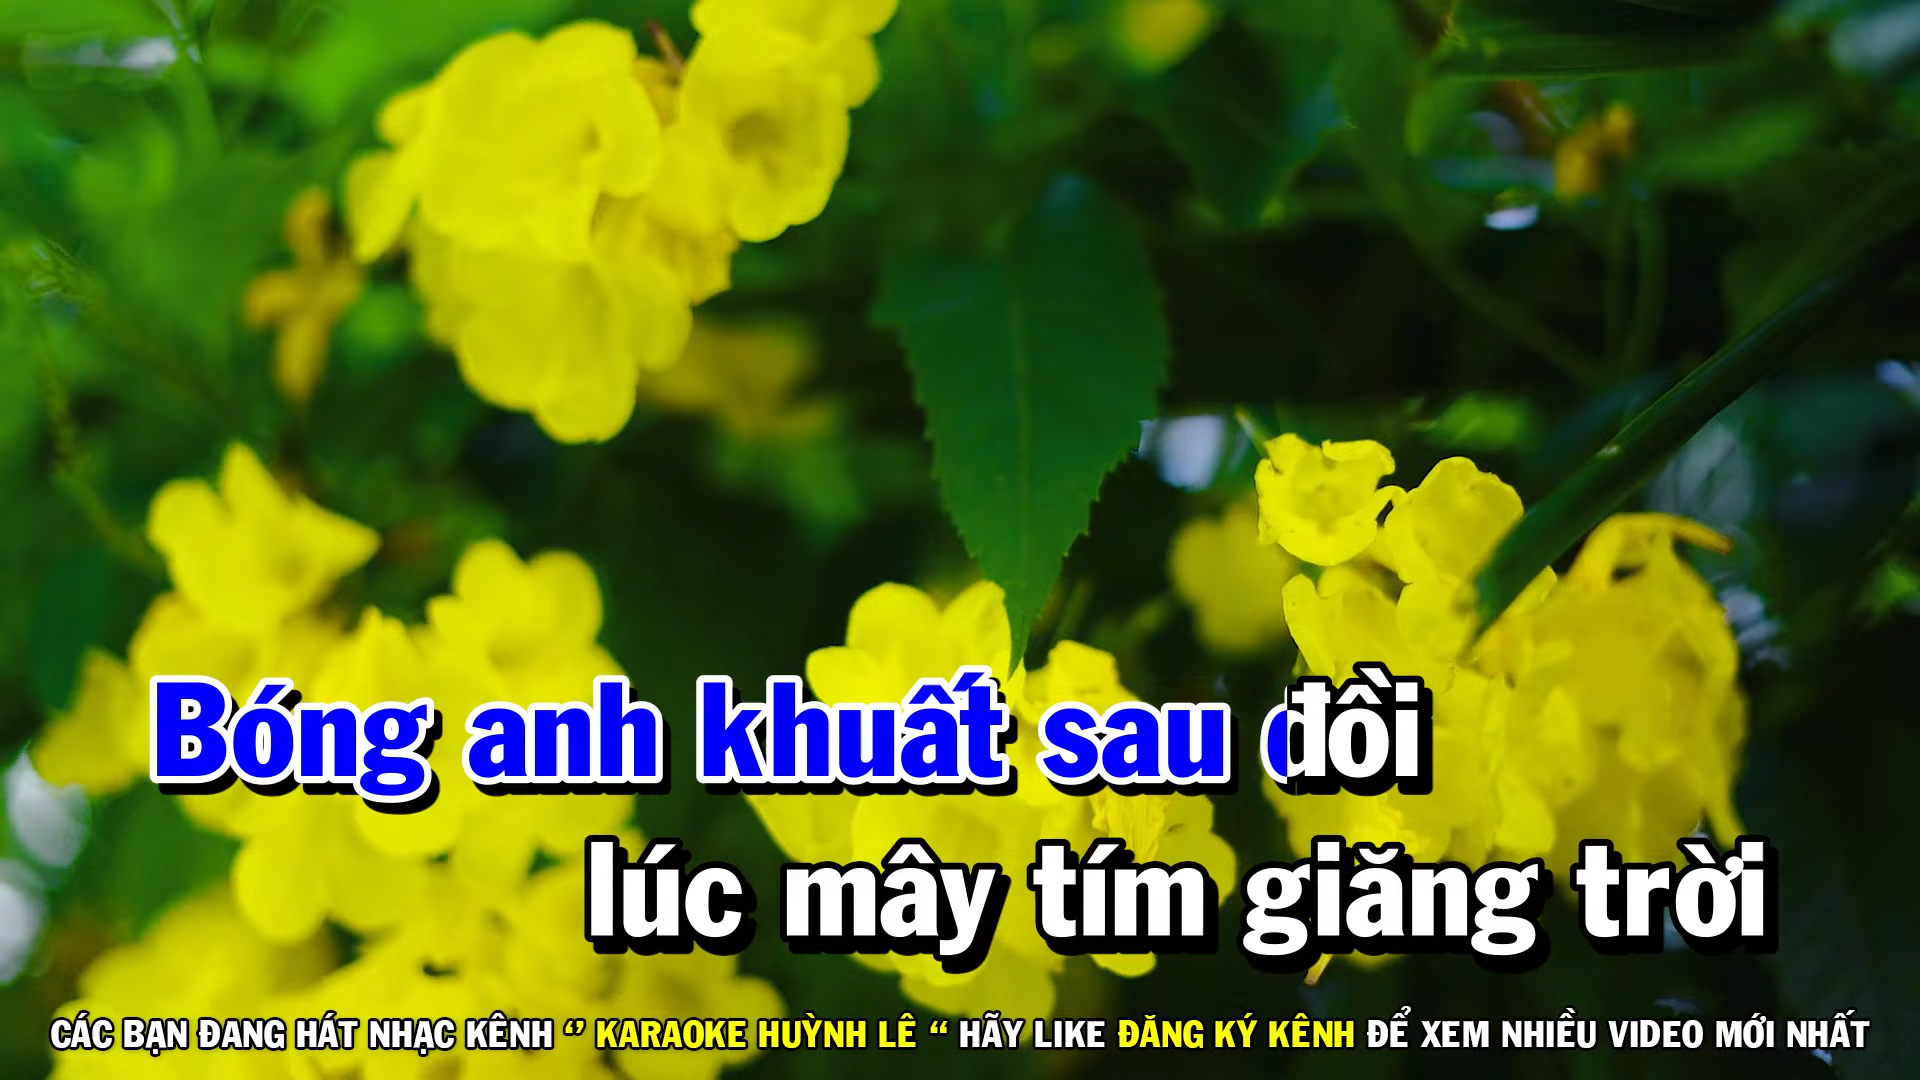 Bóng anh khuất sau đồi
lúc mây tím giăng trời
CÁC BẠN ĐANG HÁT NHẠC KÊNH “ KARAOKE HUỲNH LÊ “ HÃY LIKE ĐĂNG KÝ KÊNH ĐỂ XEM NHIỀU VIDEO MỚI NHẤT